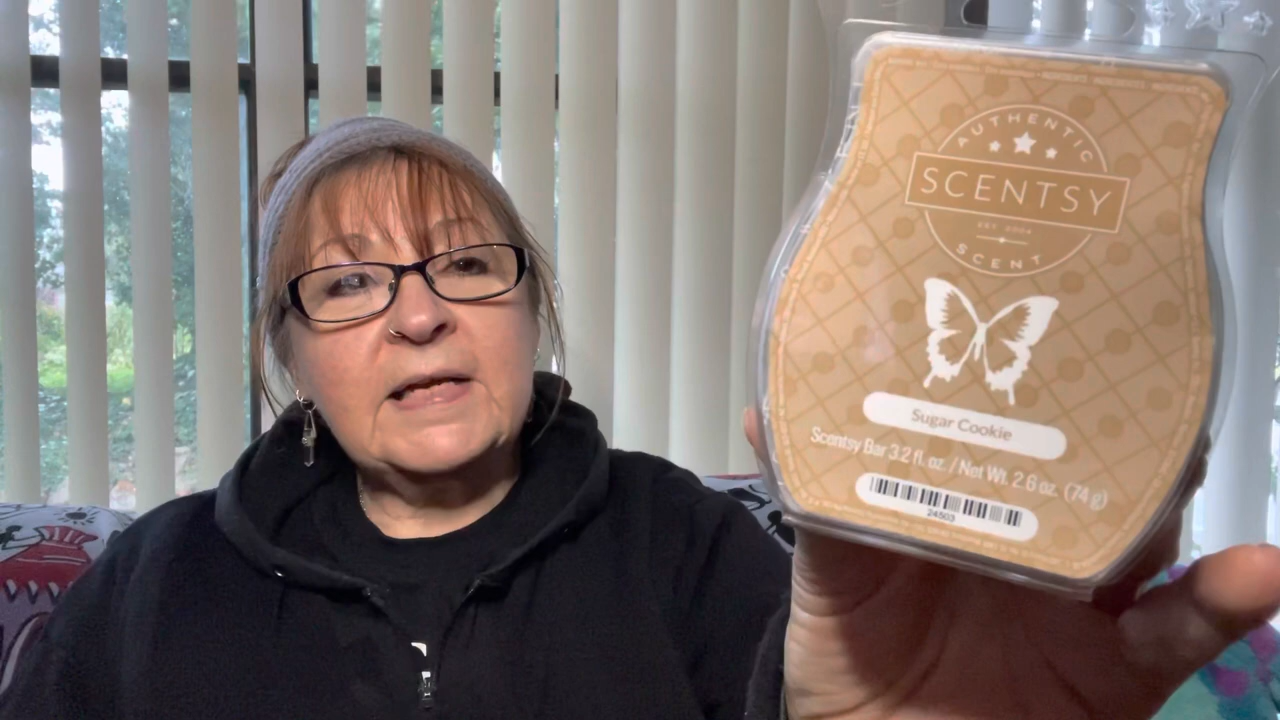 AUTHENTIC
SCENTSY
EST. 2004
SCENT
Sugar Cookie
Scentsy Bar 3.2 fl. oz. / Net Wt. 2.6 oz. (74 g)
24503